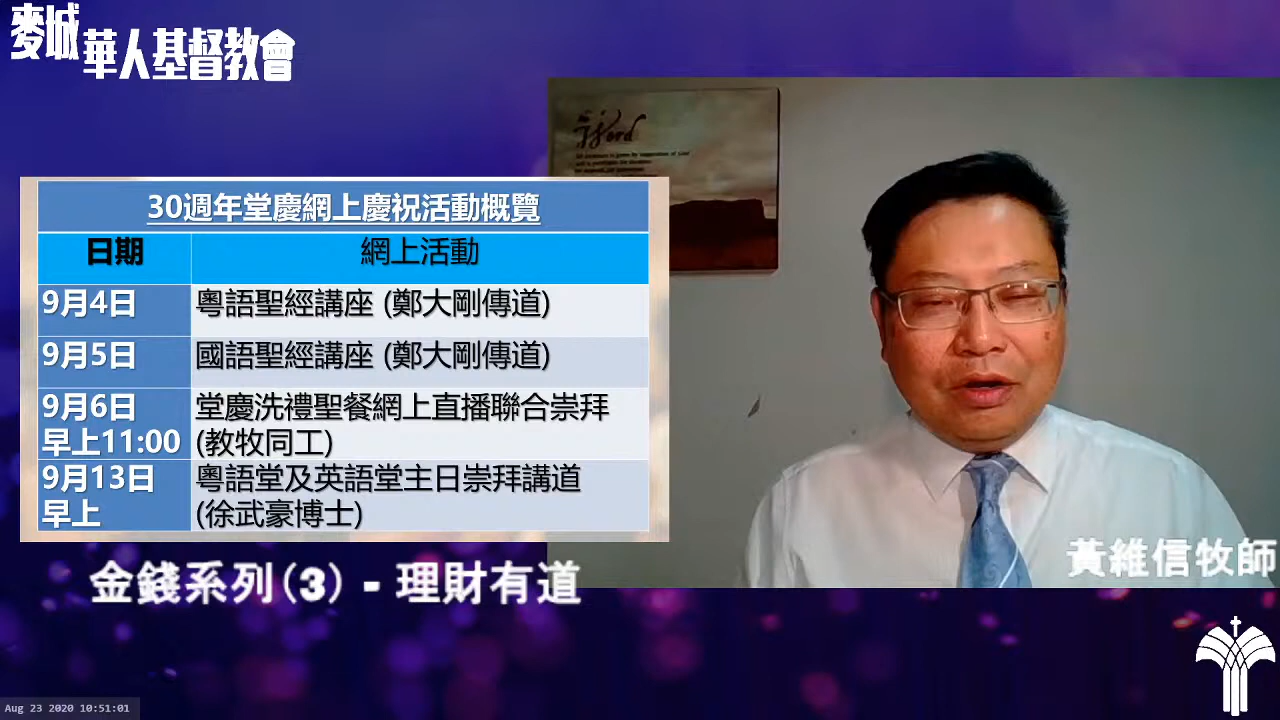 麥城
華人基督教會
Word
30週年堂慶網上慶祝活動概覽
日期 網上活動
9月4日 粵語聖經講座 (鄭大剛傳道)
9月5日 國語聖經講座 (鄭大剛傳道)
9月6日 堂慶洗禮聖餐網上直播聯合崇拜
早上11:00 (教牧同工)
9月13日 粵語堂及英語堂主日崇拜講道
早上 (徐武豪博士)
金錢系列(3) - 理財有道
黃維信牧師
Aug 23 2020 10:51:01